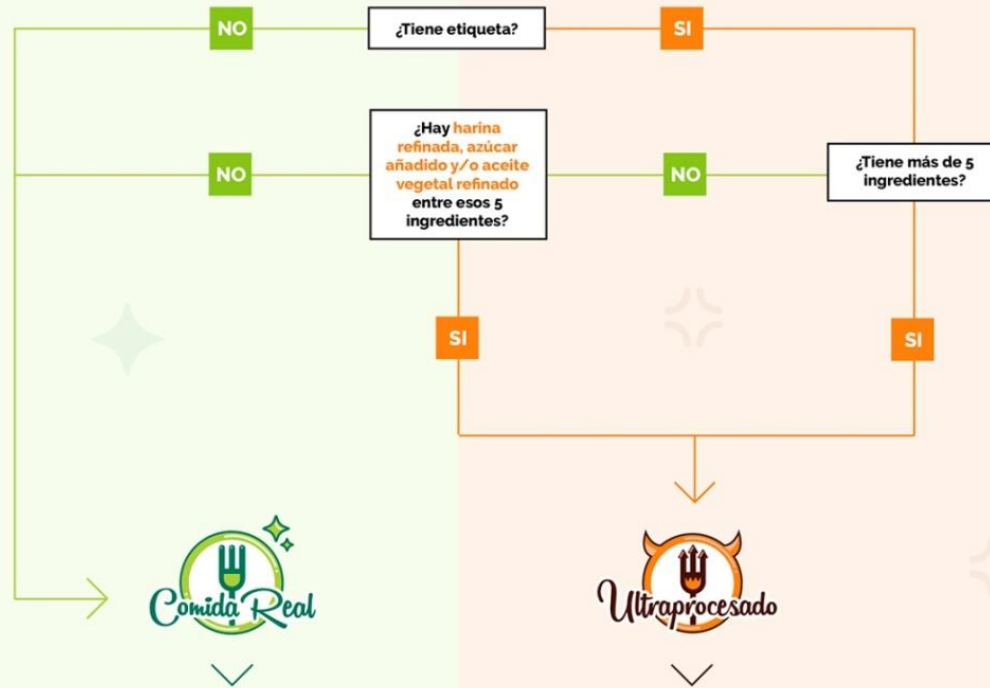 NO
¿Tiene etiqueta?
SI
NO
¿Hay harina
refinada, azúcar
añadido y/o aceite
vegetal refinado
entre esos 5
ingredientes?
NO
¿Tiene más de 5
ingredientes?
SI
SI
Comida Real
Ultraprocesado